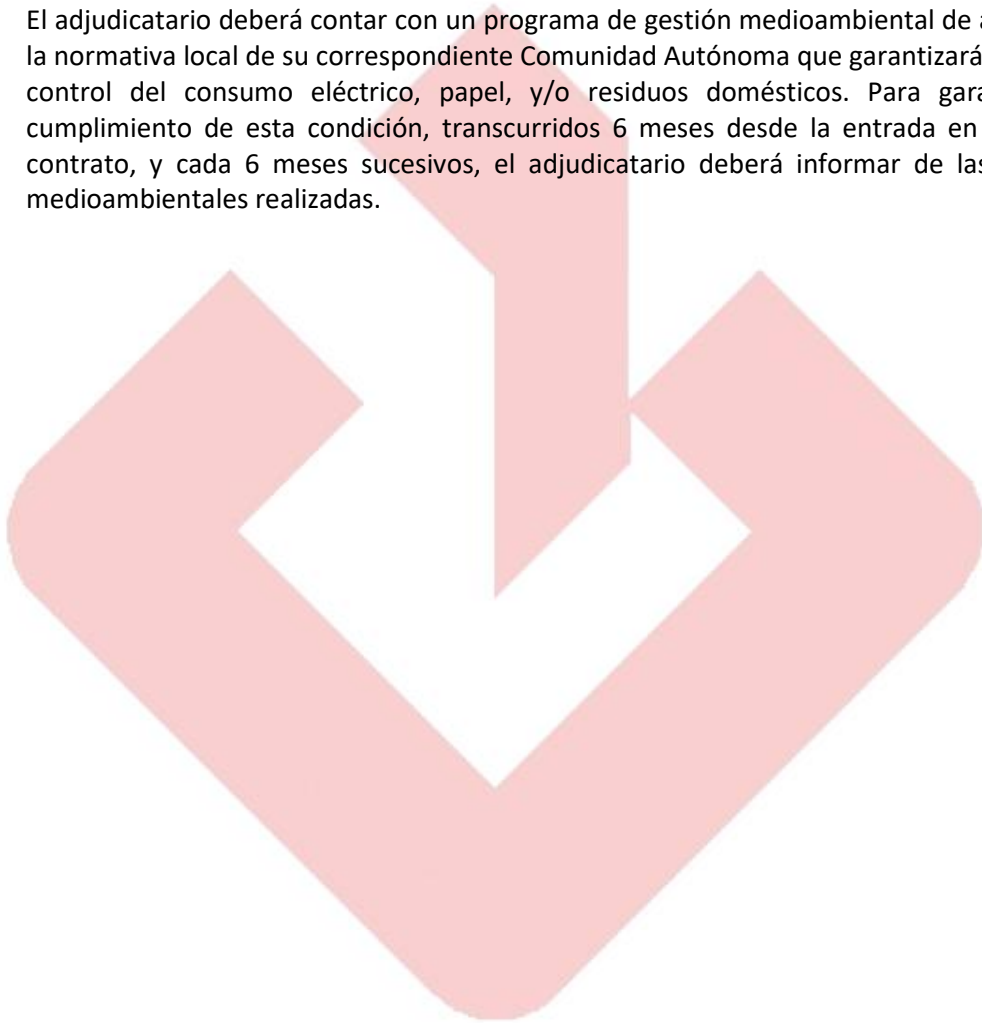 El adjudicatario deberá contar con un programa de gestión medioambiental de
la normativa local de su correspondiente Comunidad Autónoma que garantizará
control del consumo eléctrico, papel, y/o residuos domésticos. Para
cumplimiento de esta condición, transcurridos 6 meses desde la entrada en
contrato, y cada 6 meses sucesivos, el adjudicatario deberá informar de las
medioambientales realizadas.